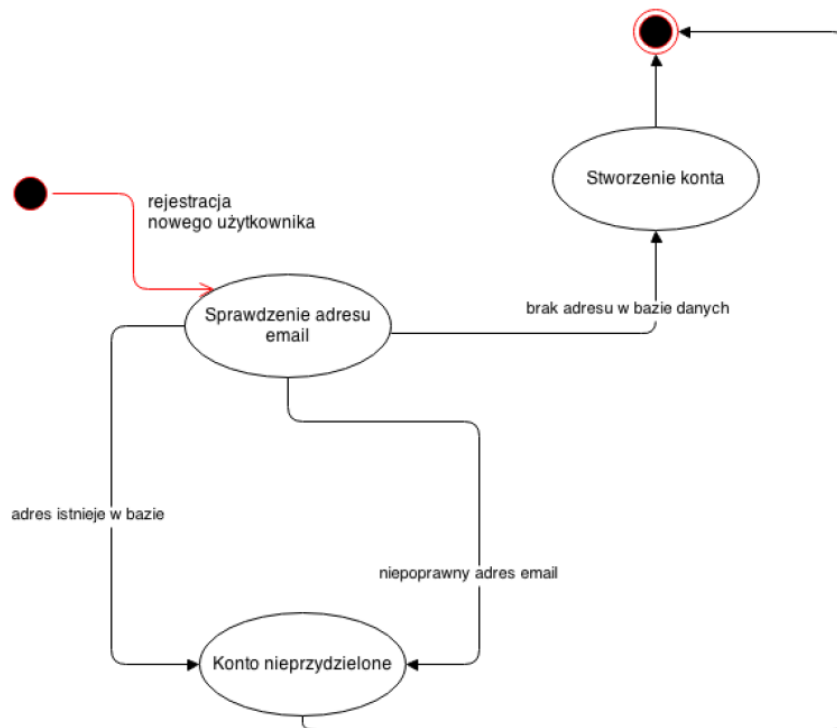 Stworzenie konta
rejestracja
nowego użytkownika
Sprawdzenie adresu
email
brak adresu w bazie danych
adres istnieje w bazie
niepoprawny adres email
Konto nieprzydzielone